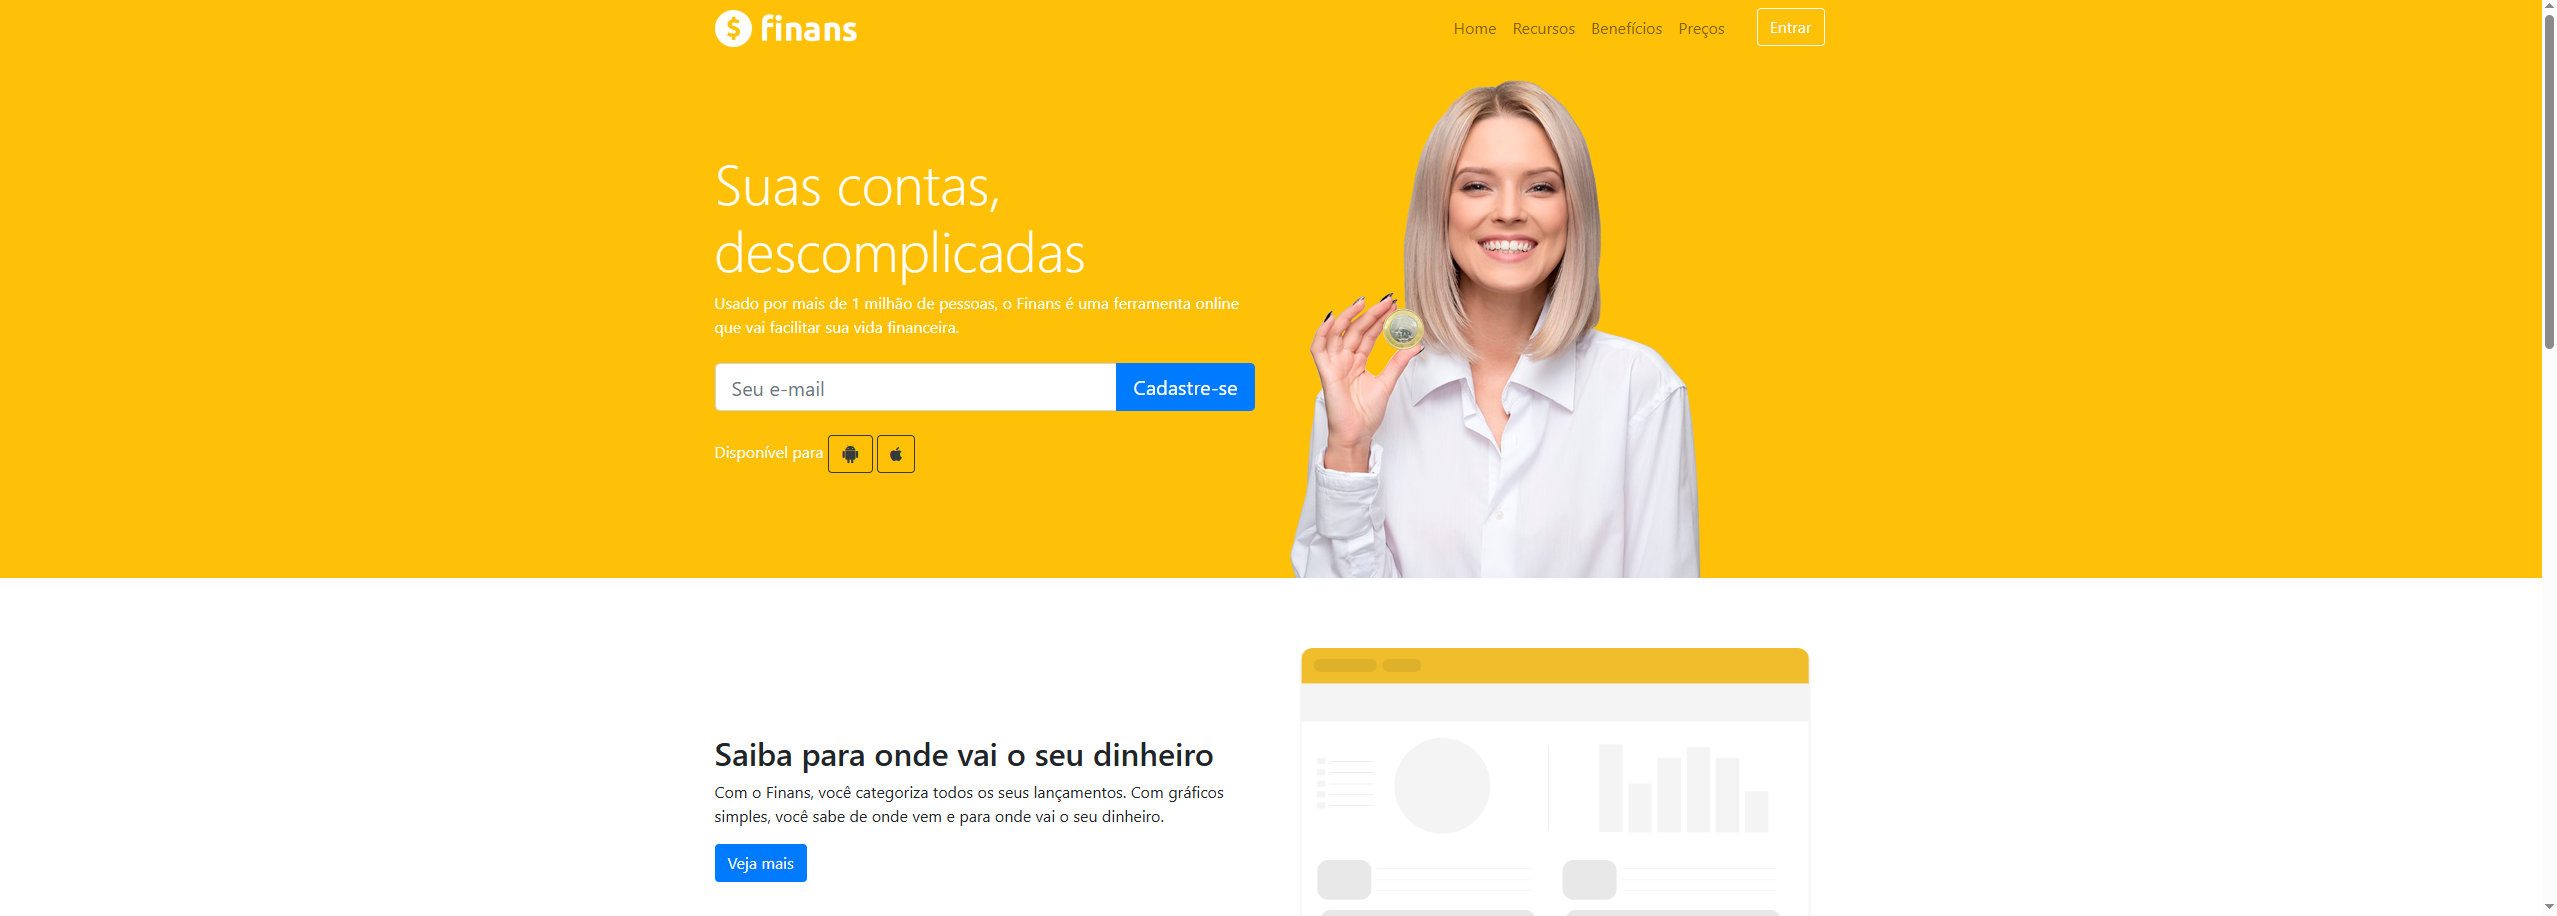 $ finans
Home Recursos Benefícios Preços Entrar
Suas contas,
descomplicadas
Usado por mais de 1 milhão de pessoas, o Finans é uma ferramenta online
que vai facilitar sua vida financeira.
Seu e-mail Cadastre-se
Disponível para
Saiba para onde vai o seu dinheiro
Com o Finans, você categoriza todos os seus lançamentos. Com gráficos
simples, você sabe de onde vem e para onde vai o seu dinheiro.
Veja mais